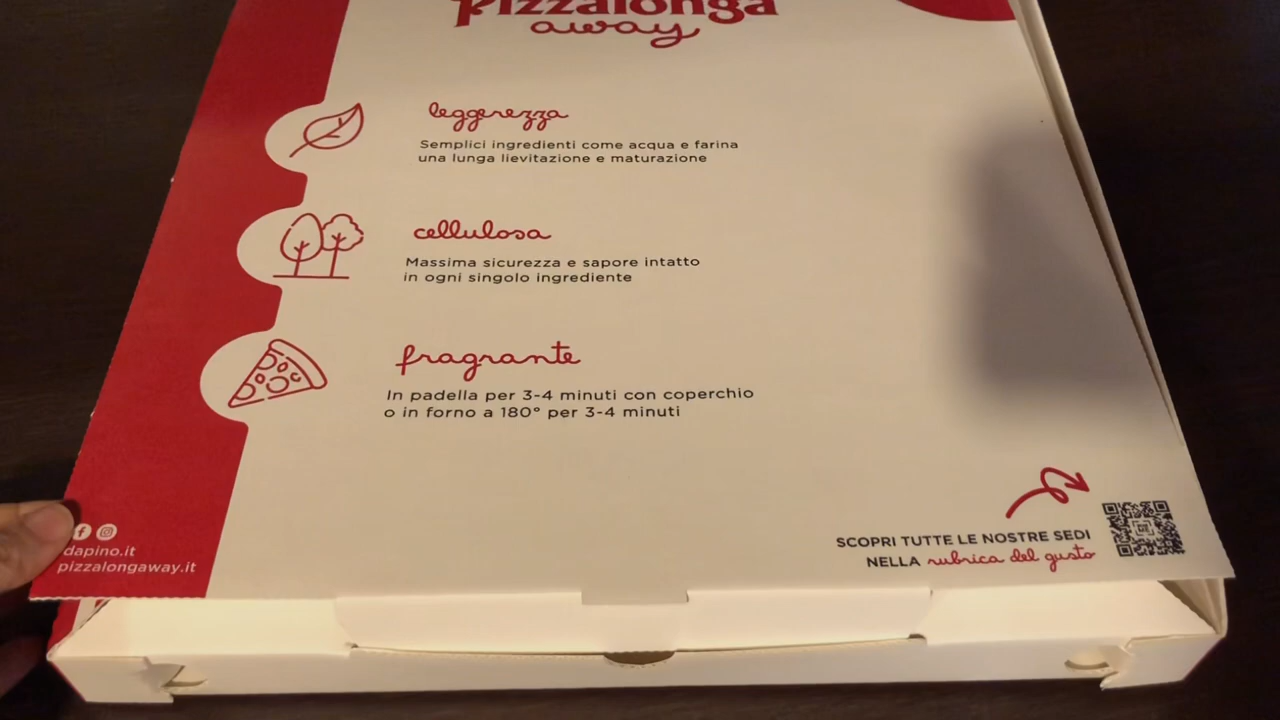 Pizzalonga
away
leggerezza
Semplici ingredienti come acqua e farina
una lunga lievitazione e maturazione
cellulosa
Massima sicurezza e sapore intatto
in ogni singolo ingrediente
fragrante
In padella per 3-4 minuti con coperchio
o in forno a 180° per 3-4 minuti
SCOPRI TUTTE LE NOSTRE SEDI
NELLA rubrica del gusto
dapino.it
pizzalongaway.it